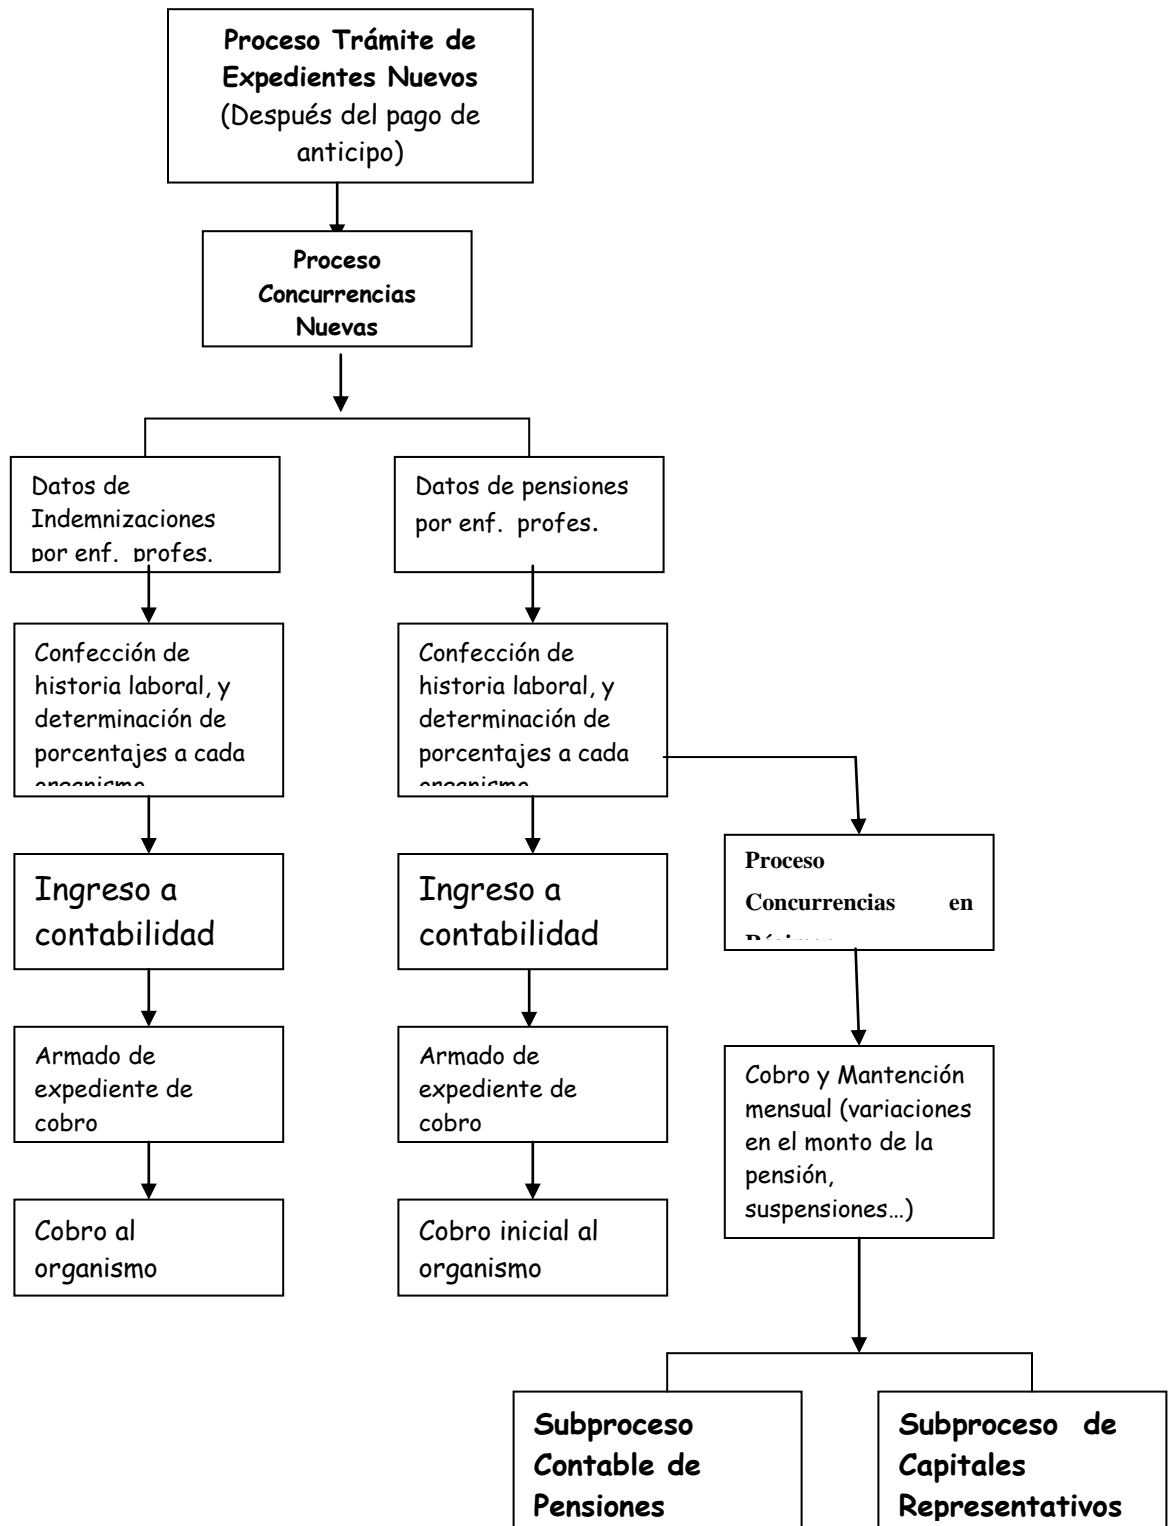 Proceso Trámite de
Expedientes Nuevos
(Después del pago de
anticipo)
Proceso
Concurrencias
Nuevas
Datos de
Indemnizaciones
por enf. profes.
Datos de pensiones
por enf. profes.
Confección de
historia laboral, y
determinación de
porcentajes a cada
organismo
Confección de
historia laboral, y
determinación de
porcentajes a cada
organismo
Ingreso a
contabilidad
Ingreso a
contabilidad
Proceso
Concurrencias en
Régimen
Armado de
expediente de
cobro
Armado de
expediente de
cobro
Cobro y Mantención
mensual (variaciones
en el monto de la
pensión,
suspensiones...)
Cobro al
organismo
Cobro inicial al
organismo
Subproceso
Contable de
Pensiones
Subproceso de
Capitales
Representativos